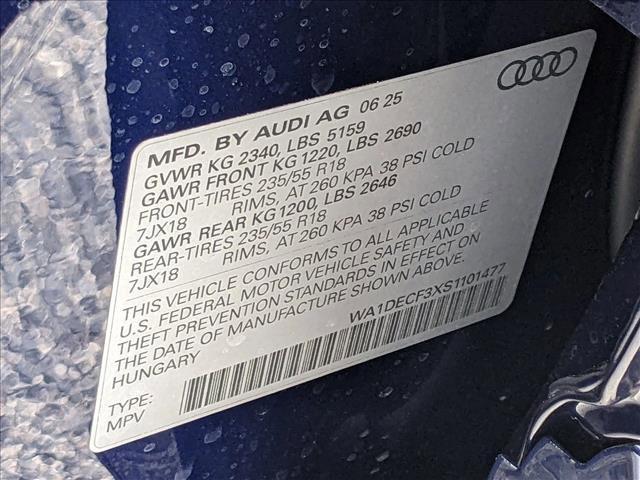 MFD. BY AUDI AG 06 25
GVWR KG 2340, LBS 5159
GAWR FRONT KG 1220, LBS 2690
FRONT-TIRES 235/55 R18
7JX18 RIMS, AT 260 KPA 38 PSI COLD
GAWR REAR KG1200, LBS 2646
REAR-TIRES 235/55 R18
7JX18 RIMS, AT 260 KPA 38 PSI COLD
THIS VEHICLE CONFORMS TO ALL APPLICABLE
U.S. FEDERAL MOTOR VEHICLE SAFETY AND
THEFT PREVENTION STANDARDS IN EFFECT ON
THE DATE OF MANUFACTURE SHOWN ABOVE.
HUNGARY
WA1DECF3XS1101477
TYPE:
MPV